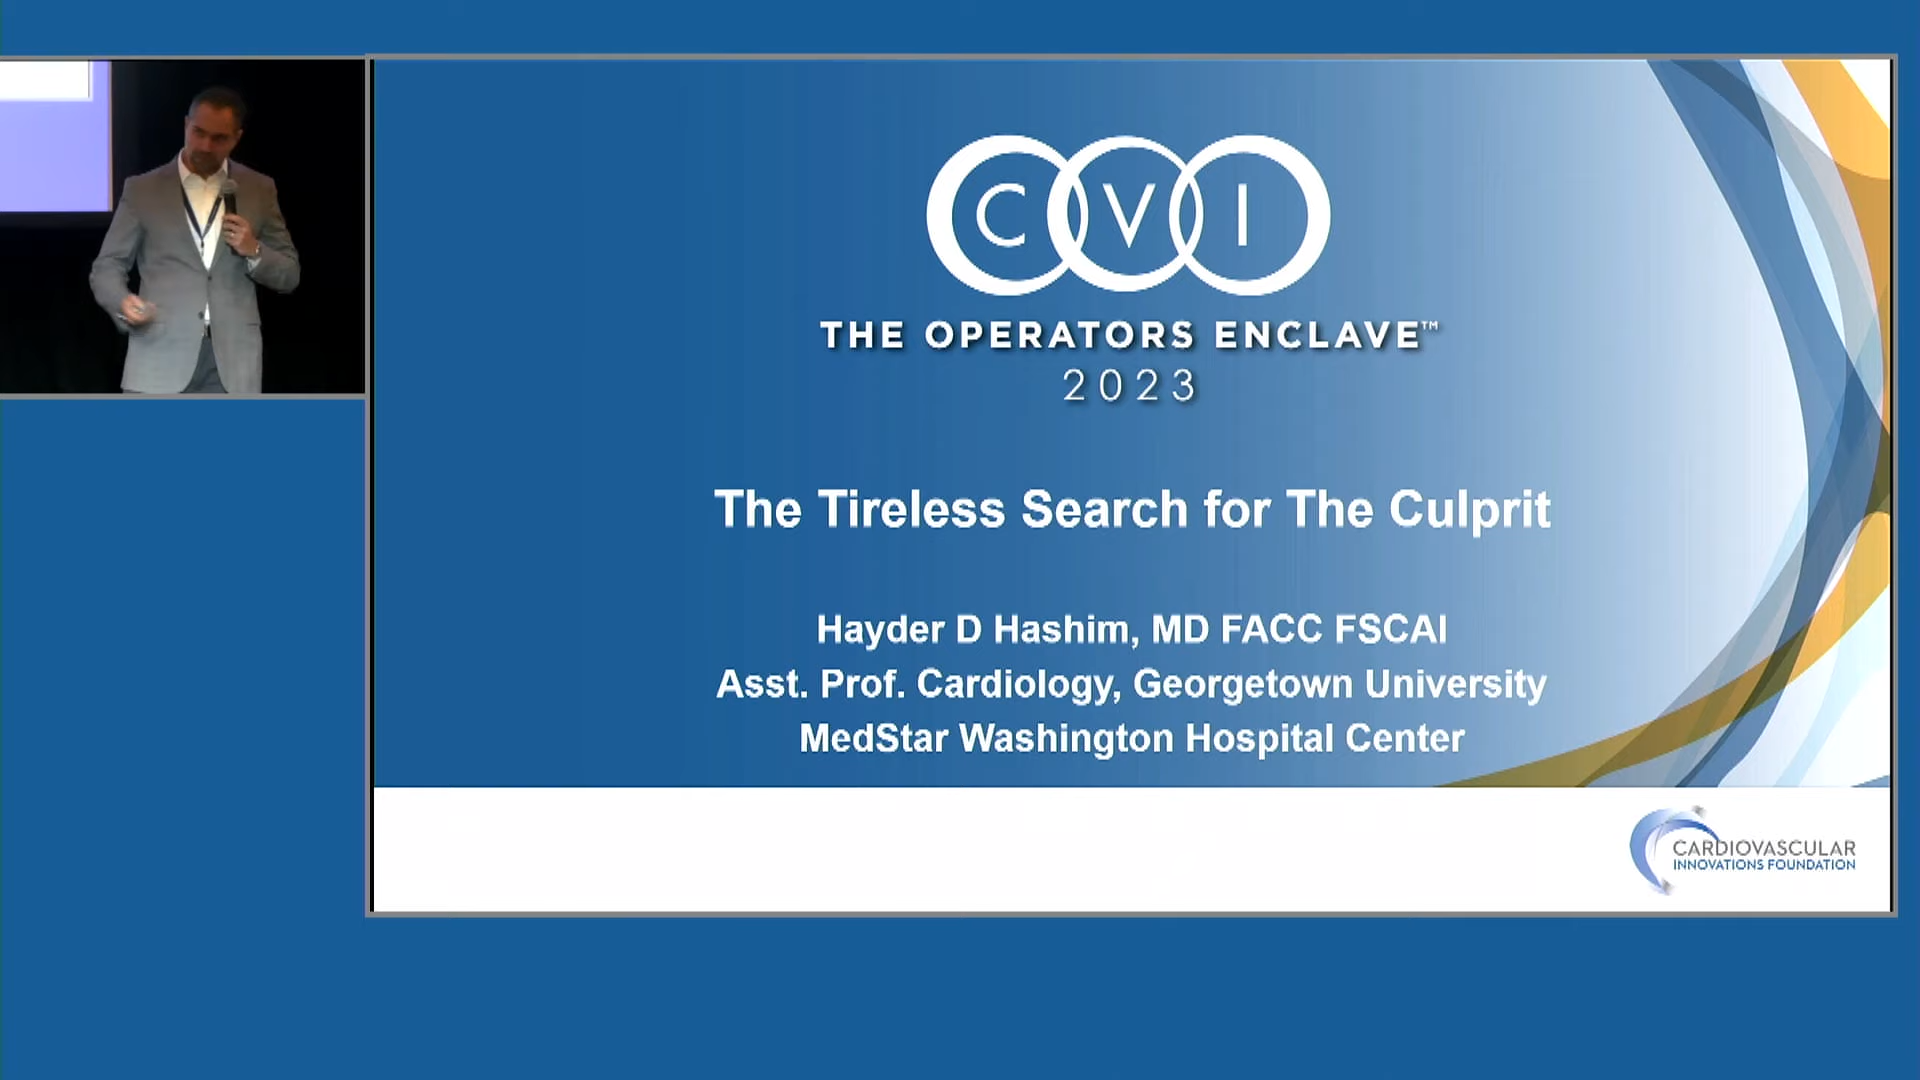 C V I
THE OPERATORS ENCLAVE™
2023
The Tireless Search for The Culprit
Hayder D Hashim, MD FACC FSCAI
Asst. Prof. Cardiology, Georgetown University
MedStar Washington Hospital Center
CARDIOVASCULAR
INNOVATIONS FOUNDATION